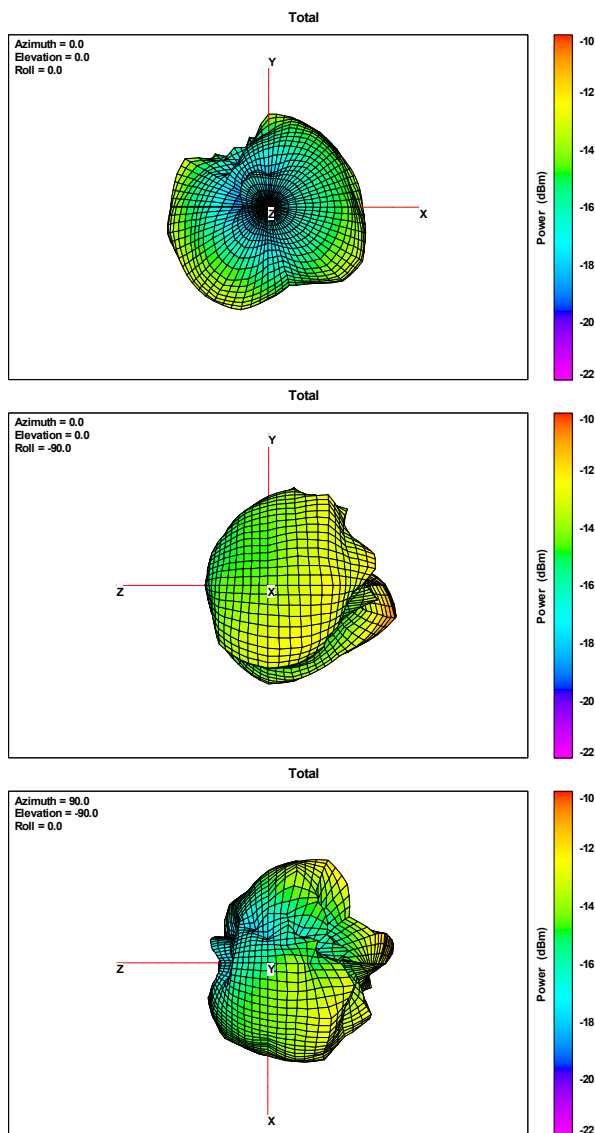 Total
Azimuth = 0.0
Elevation = 0.0
Roll = 0.0
Y
Z
X
-10
-12
-14
-16
-18
-20
-22
Power (dBm)
Total
Azimuth = 0.0
Elevation = 0.0
Roll = -90.0
Y
Z
X
-10
-12
-14
-16
-18
-20
-22
Power (dBm)
Total
Azimuth = 90.0
Elevation = -90.0
Roll = 0.0
Z
Y
X
-10
-12
-14
-16
-18
-20
-22
Power (dBm)